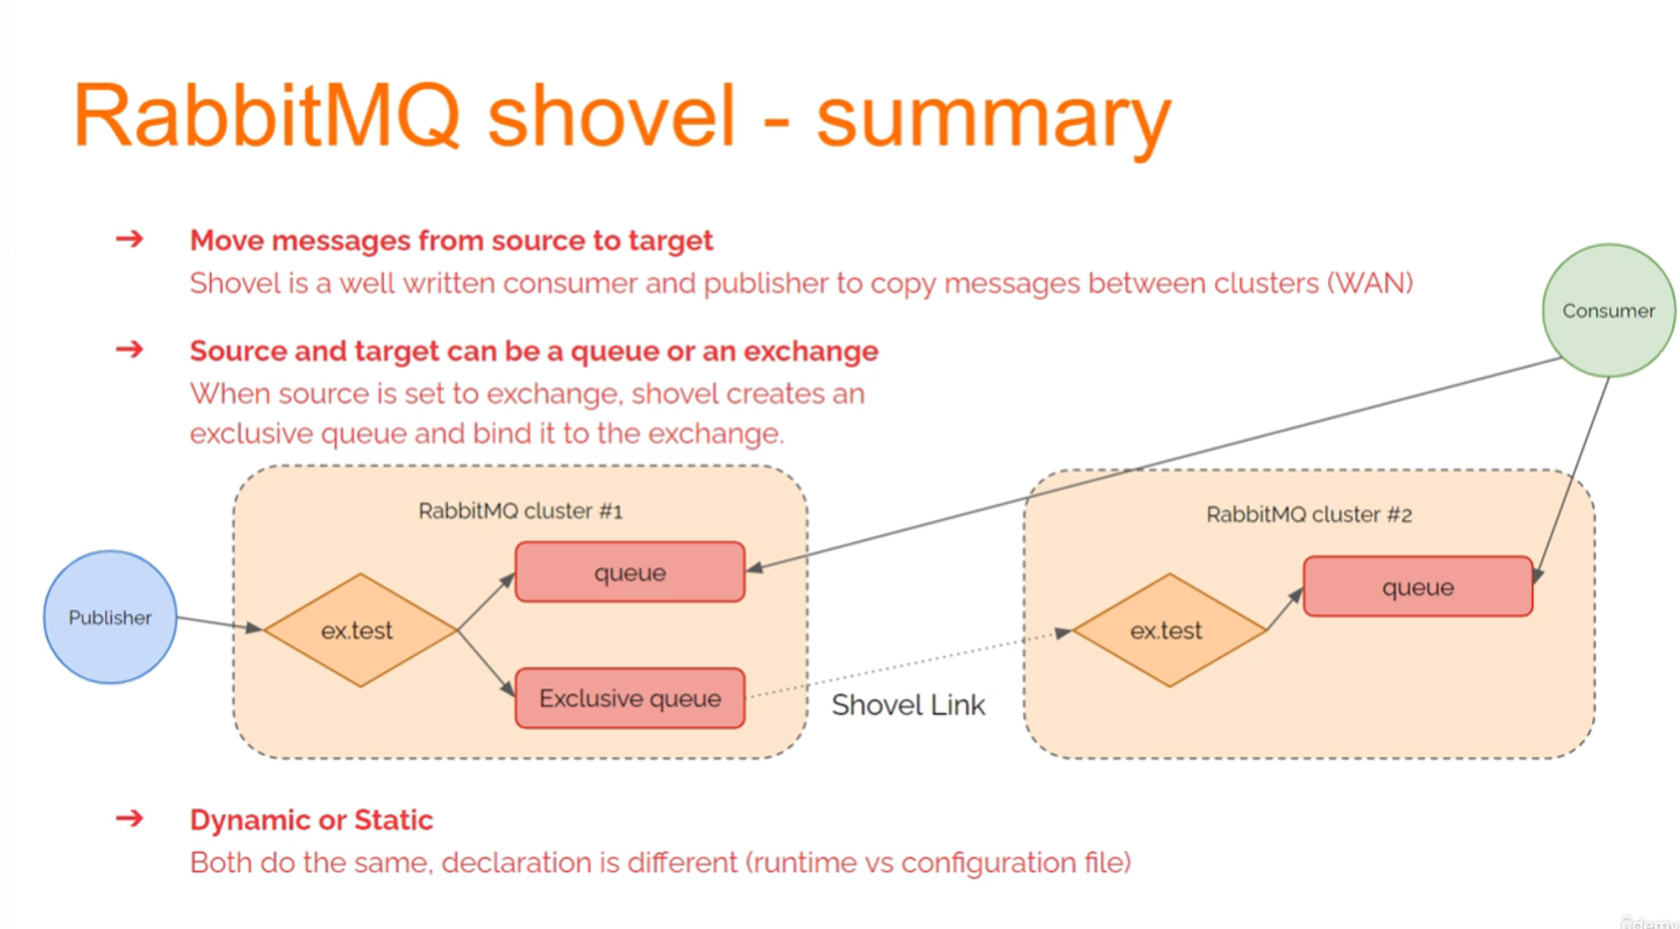 RabbitMQ shovel - summary
➔ Move messages from source to target
Shovel is a well written consumer and publisher to copy messages between clusters (WAN)
➔ Source and target can be a queue or an exchange
When source is set to exchange, shovel creates an
exclusive queue and bind it to the exchange.
Consumer
RabbitMQ cluster #1
queue
Publisher
ex.test
Exclusive queue
Shovel Link
RabbitMQ cluster #2
queue
ex.test
➔ Dynamic or Static
Both do the same, declaration is different (runtime vs configuration file)
ûdemy